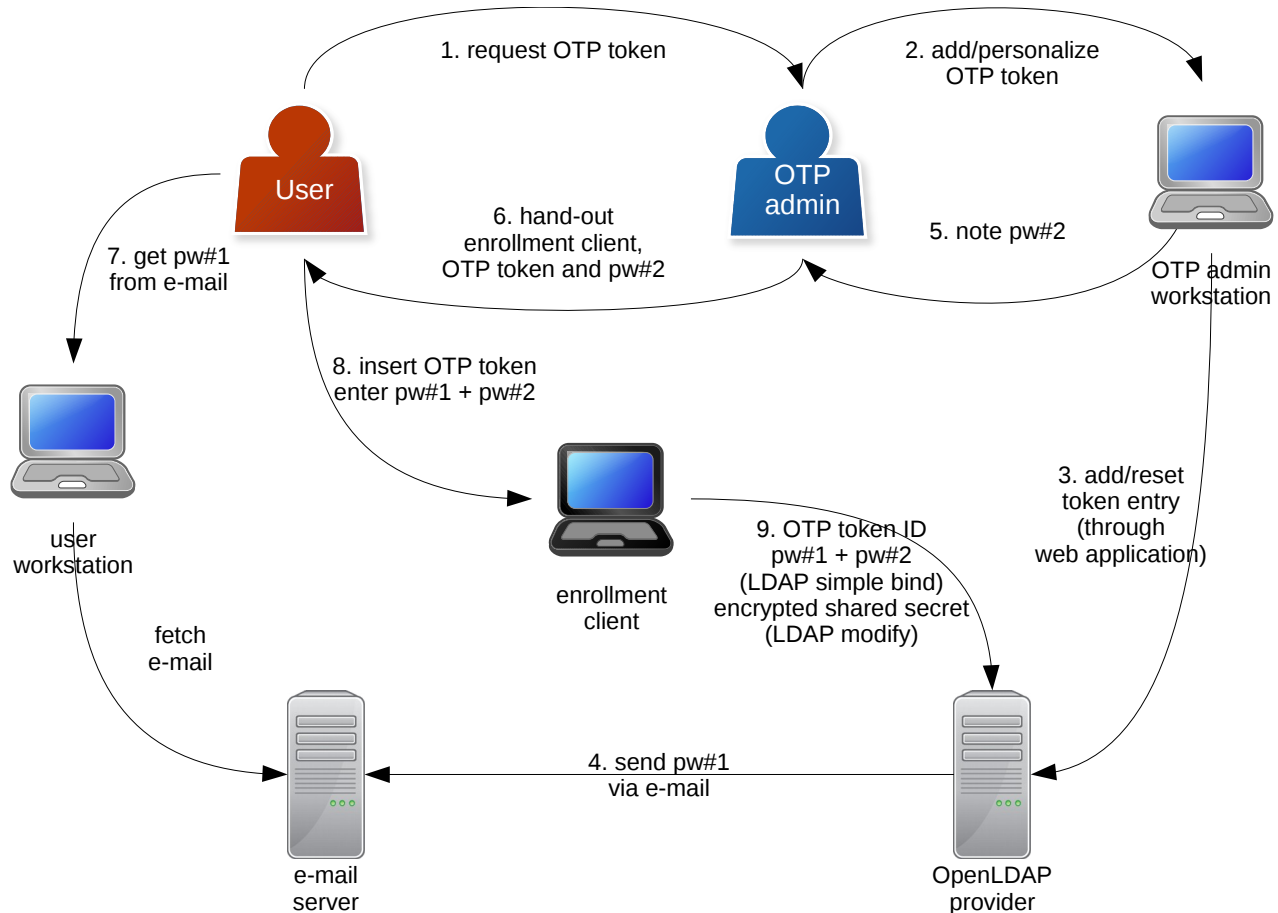 1. request OTP token
2. add/personalize
OTP token
User
OTP
admin
6. hand-out
enrollment client,
OTP token and pw#2
5. note pw#2
7. get pw#1
from e-mail
OTP admin
workstation
8. insert OTP token
enter pw#1 + pw#2
3. add/reset
token entry
(through
web application)
user
workstation
9. OTP token ID
pw#1 + pw#2
(LDAP simple bind)
encrypted shared secret
(LDAP modify)
enrollment
client
fetch
e-mail
4. send pw#1
via e-mail
e-mail
server
OpenLDAP
provider